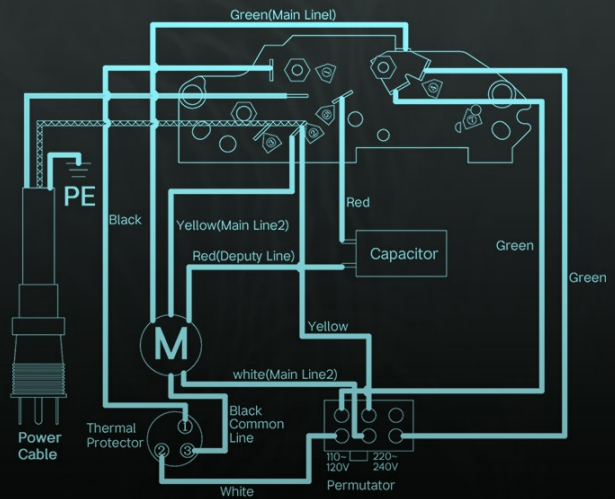 Green(Main Linel)
PE
Black
Yellow(Main Line2)
Red
Red(Deputy Line)
Capacitor
Green
Green
M
Yellow
white(Main Line2)
Thermal
Protector
Black
Common
Line
1
2
3
110~
120V
220~
240V
Power
Cable
Permutator
White